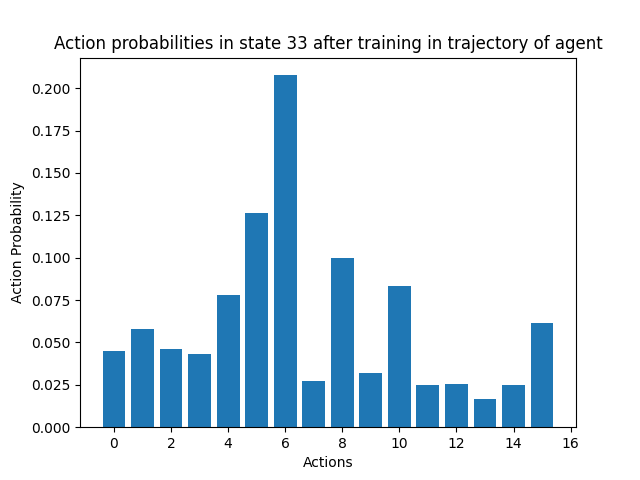 Action probabilities in state 33 after training in trajectory of agent
0.200
0.175
0.150
0.125
0.100
0.075
0.050
0.025
0.000
Action Probability
0 2 4 6 8 10 12 14 16
Actions